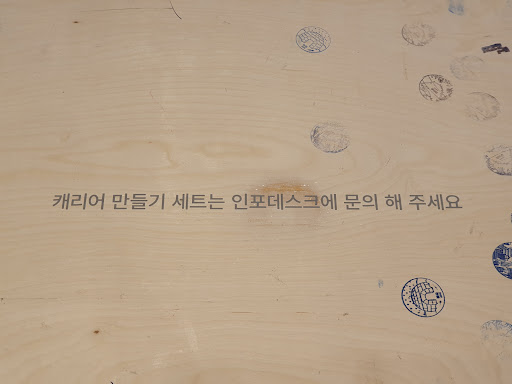 캐리어 만들기 세트는 인포데스크에 문의 해 주세요